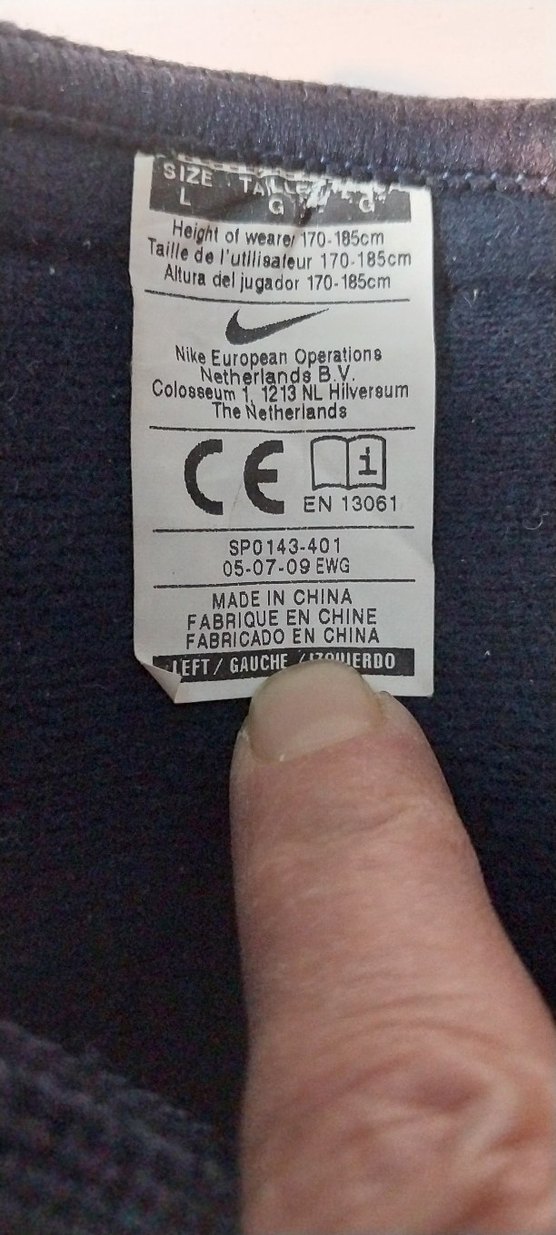 SIZE TAILLE
L G G
Height of wearer 170-185cm
Taille de l'utilisateur 170-185cm
Altura del jugador 170-185cm
Nike European Operations
Netherlands B.V.
Colosseum 1, 1213 NL Hilversum
The Netherlands
CE i
EN 13061
SP0143-401
05-07-09 EWG
MADE IN CHINA
FABRIQUE EN CHINE
FABRICADO EN CHINA
LEFT / GAUCHE / IZQUIERDO